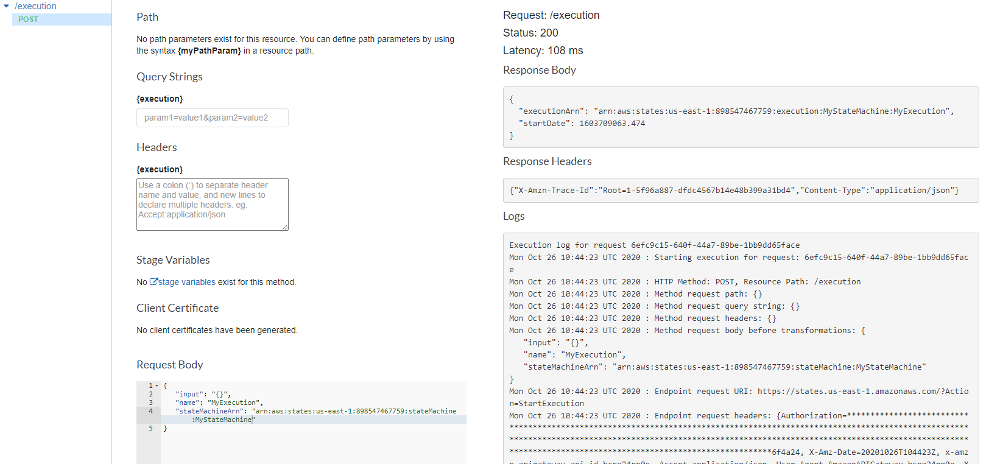 /execution
POST
Path
No path parameters exist for this resource. You can define path parameters by using
the syntax {myPathParam} in a resource path.
Query Strings
{execution}
param1=value1&param2=value2
Headers
{execution}
Use a colon (:) to separate header
name and value, and new lines to
declare multiple headers. eg.
Accept:application/json.
Stage Variables
No stage variables exist for this method.
Client Certificate
No client certificates have been generated.
Request Body
1 {
2 "input": "{}",
3 "name": "MyExecution",
4 "stateMachineArn": "arn:aws:states:us-east-1:898547467759:stateMachine
:MyStateMachine"
5 }
Request: /execution
Status: 200
Latency: 108 ms
Response Body
{
"executionArn": "arn:aws:states:us-east-1:898547467759:execution:MyStateMachine:MyExecution",
"startDate": 1603709063.474
}
Response Headers
{"X-Amzn-Trace-Id":"Root=1-5f96a887-dfdc4567b14e48b399a31bd4","Content-Type":"application/json"}
Logs
Execution log for request 6efc9c15-640f-44a7-89be-1bb9dd65face
Mon Oct 26 10:44:23 UTC 2020 : Starting execution for request: 6efc9c15-640f-44a7-89be-1bb9dd65fac
e
Mon Oct 26 10:44:23 UTC 2020 : HTTP Method: POST, Resource Path: /execution
Mon Oct 26 10:44:23 UTC 2020 : Method request path: {}
Mon Oct 26 10:44:23 UTC 2020 : Method request query string: {}
Mon Oct 26 10:44:23 UTC 2020 : Method request headers: {}
Mon Oct 26 10:44:23 UTC 2020 : Method request body before transformations: {
"input": "{}",
"name": "MyExecution",
"stateMachineArn": "arn:aws:states:us-east-1:898547467759:stateMachine:MyStateMachine"
}
Mon Oct 26 10:44:23 UTC 2020 : Endpoint request URI: https://states.us-east-1.amazonaws.com/?Actio
n=StartExecution
Mon Oct 26 10:44:23 UTC 2020 : Endpoint request headers: {Authorization=*************************
************************************************************************************************
************************************************************************************************
*******************************************************6f4a24, X-Amz-Date=20201026T104423Z, x-amz